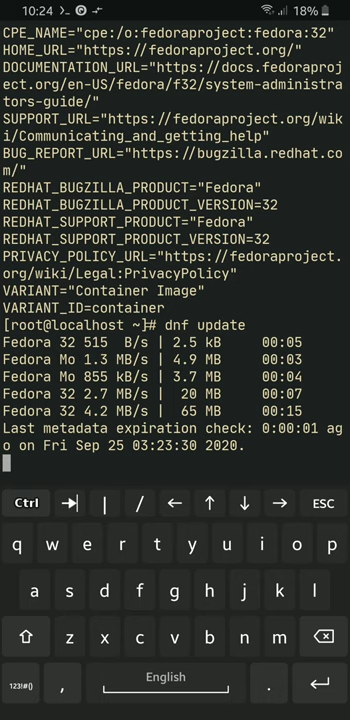 10:24 18%
CPE_NAME="cpe:/o:fedoraproject:fedora:32"
HOME_URL="https://fedoraproject.org/"
DOCUMENTATION_URL="https://docs.fedoraproj
ect.org/en-US/fedora/f32/system-administra
tors-guide/"
SUPPORT_URL="https://fedoraproject.org/wik
i/Communicating_and_getting_help"
BUG_REPORT_URL="https://bugzilla.redhat.co
m/"
REDHAT_BUGZILLA_PRODUCT="Fedora"
REDHAT_BUGZILLA_PRODUCT_VERSION=32
REDHAT_SUPPORT_PRODUCT="Fedora"
REDHAT_SUPPORT_PRODUCT_VERSION=32
PRIVACY_POLICY_URL="https://fedoraproject.
org/wiki/Legal:PrivacyPolicy"
VARIANT="Container Image"
VARIANT_ID=container
[root@localhost ~]# dnf update
Fedora 32 515  B/s | 2.5 kB     00:05
Fedora Mo 1.3 MB/s | 4.9 MB     00:03
Fedora Mo 855 kB/s | 3.7 MB     00:04
Fedora 32 2.7 MB/s |  20 MB     00:07
Fedora 32 4.2 MB/s |  65 MB     00:15
Last metadata expiration check: 0:00:01 ag
o on Fri Sep 25 03:23:30 2020.
Ctrl | / ← ↑ ↓ → ESC
q w e r t y u i o p
a s d f g h j k l
z x c v b n m
123!#() , English .